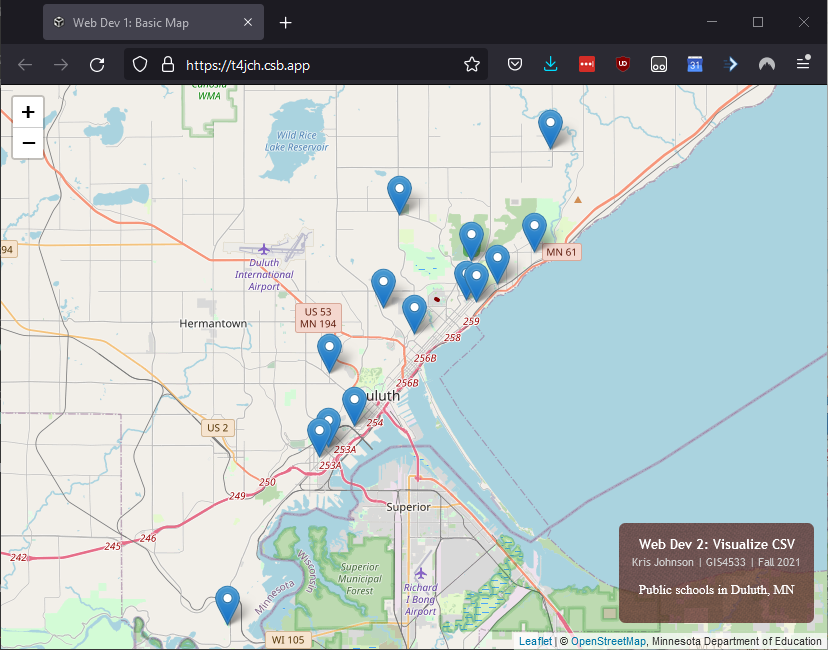 Web Dev 1: Basic Map
https://t4jch.csb.app
UD
31
+
−
Canosia
WMA
Wild Rice
Lake Reservoir
94
Duluth
International
Airport
MN 61
US 53
MN 194
Hermantown
259
258
256B
256B
uluth
US 2
254
253A
253A
250
249
246
245
242
Superior
Minnesota
Wisconsin
Superior
Municipal
Forest
Richard
I Bong
Airport
WI 105
Web Dev 2: Visualize CSV
Kris Johnson | GIS4533 | Fall 2021
Public schools in Duluth, MN
Leaflet | © OpenStreetMap, Minnesota Department of Education